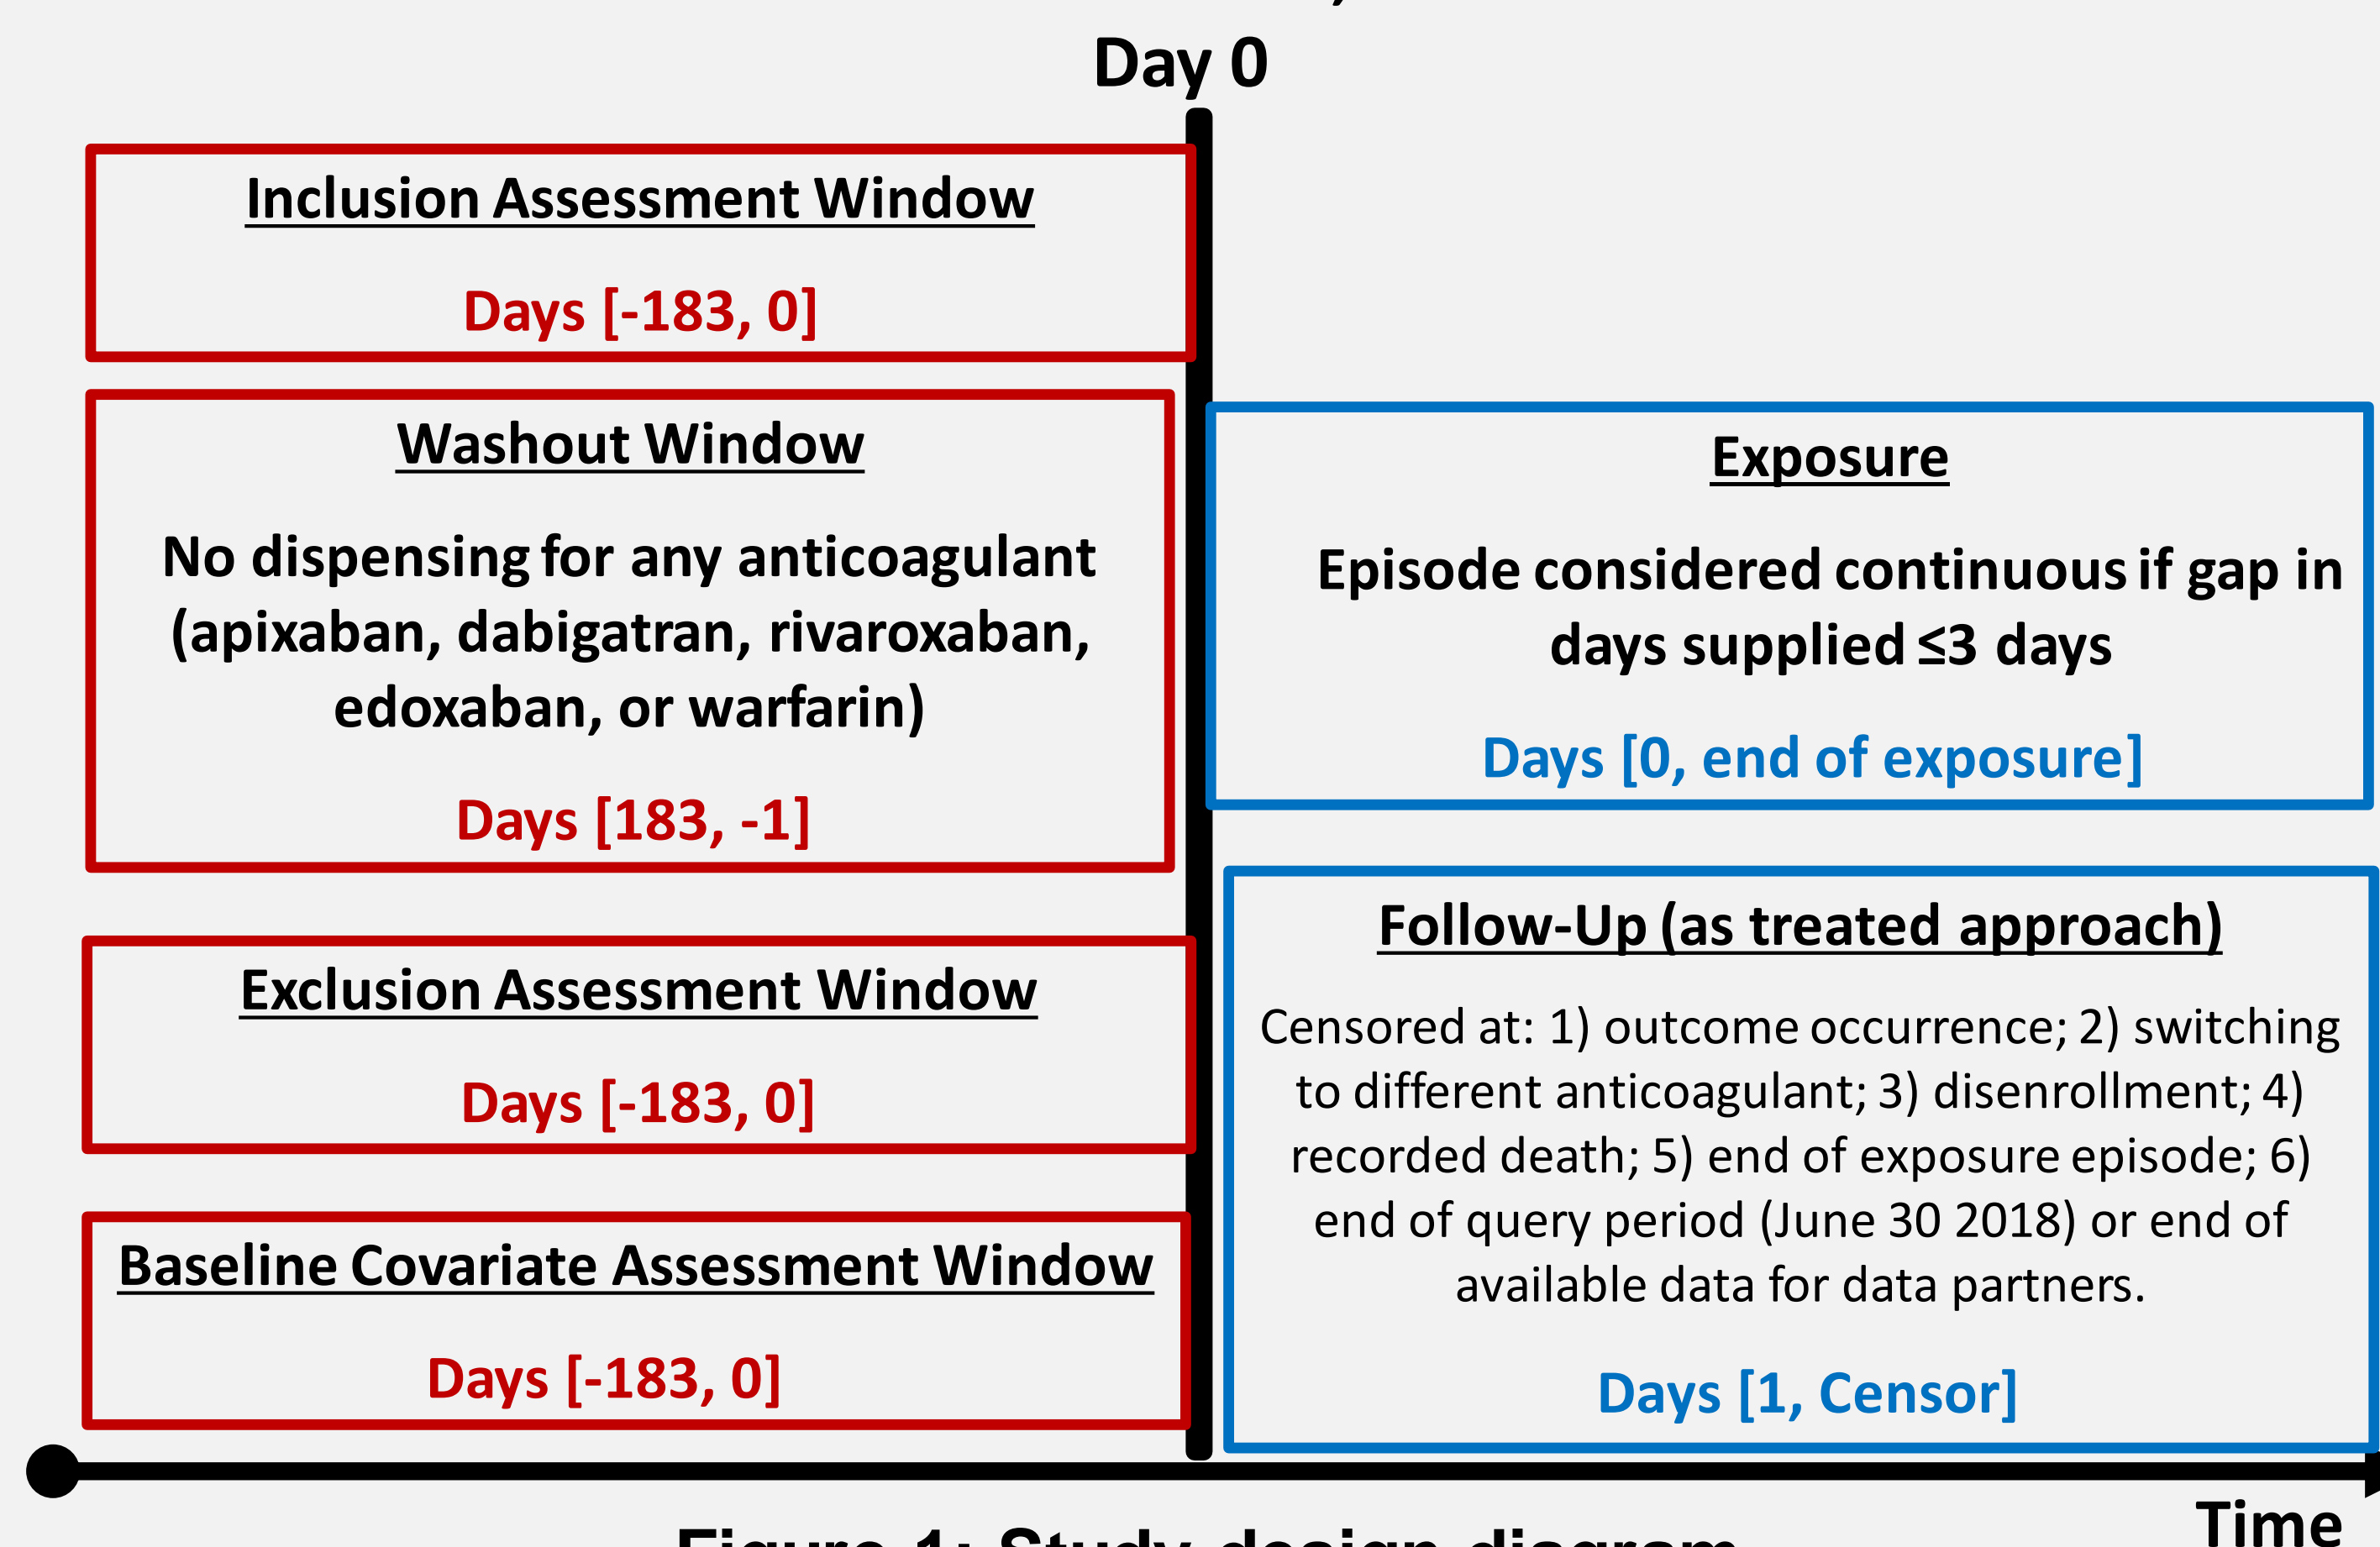 Day 0
Inclusion Assessment Window
Days [-183, 0]
Washout Window
No dispensing for any anticoagulant
(apixaban, dabigatran, rivaroxaban,
edoxaban, or warfarin)
Days [183, -1]
Exclusion Assessment Window
Days [-183, 0]
Baseline Covariate Assessment Window
Days [-183, 0]
Exposure
Episode considered continuous if gap in
days supplied ≤3 days
Days [0, end of exposure]
Follow-Up (as treated approach)
Censored at: 1) outcome occurrence; 2) switching
to different anticoagulant; 3) disenrollment; 4)
recorded death; 5) end of exposure episode; 6)
end of query period (June 30 2018) or end of
available data for data partners.
Days [1, Censor]
Time
Figure 1: Study design diagram